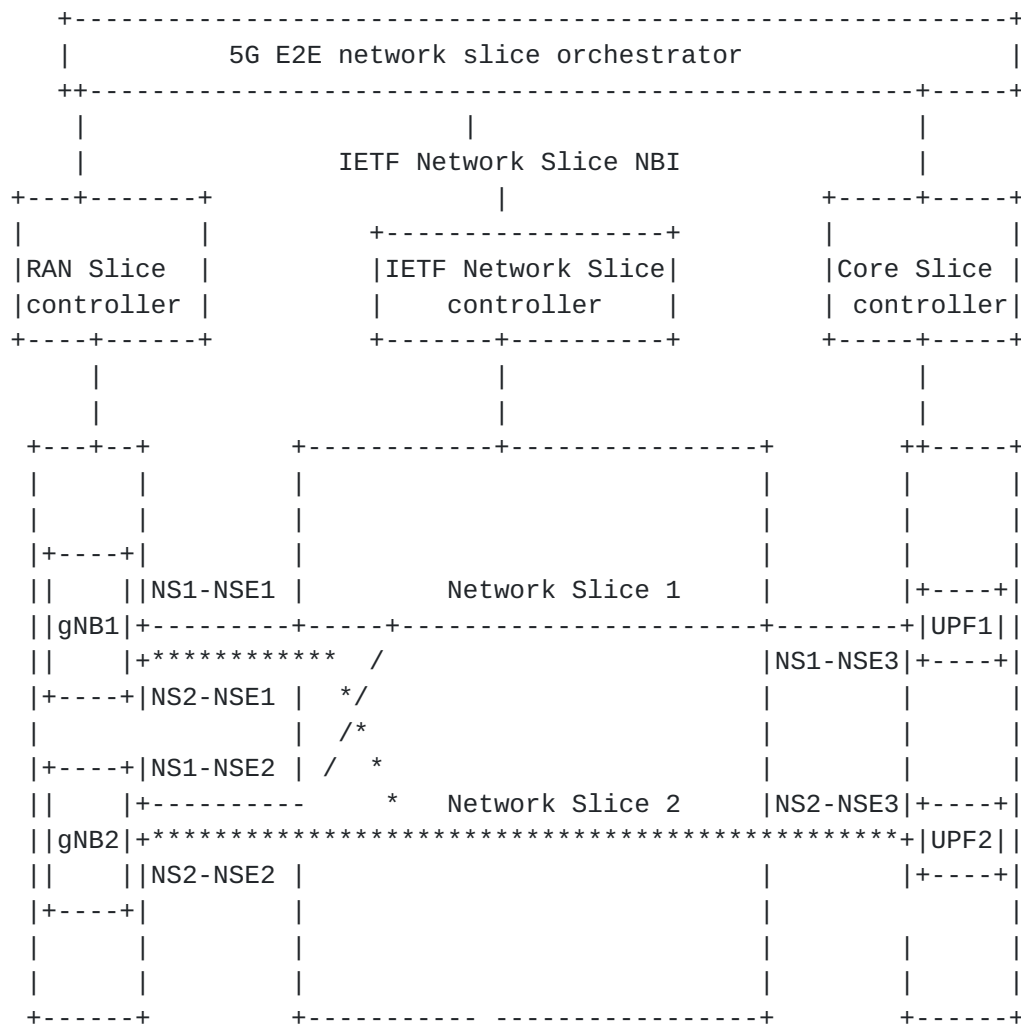 5G E2E network slice orchestrator
IETF Network Slice NBI
RAN Slice controller
IETF Network Slice controller
Core Slice controller
NS1-NSE1
Network Slice 1
gNB1
UPF1
NS1-NSE3
NS2-NSE1
NS1-NSE2
Network Slice 2
NS2-NSE3
gNB2
UPF2
NS2-NSE2